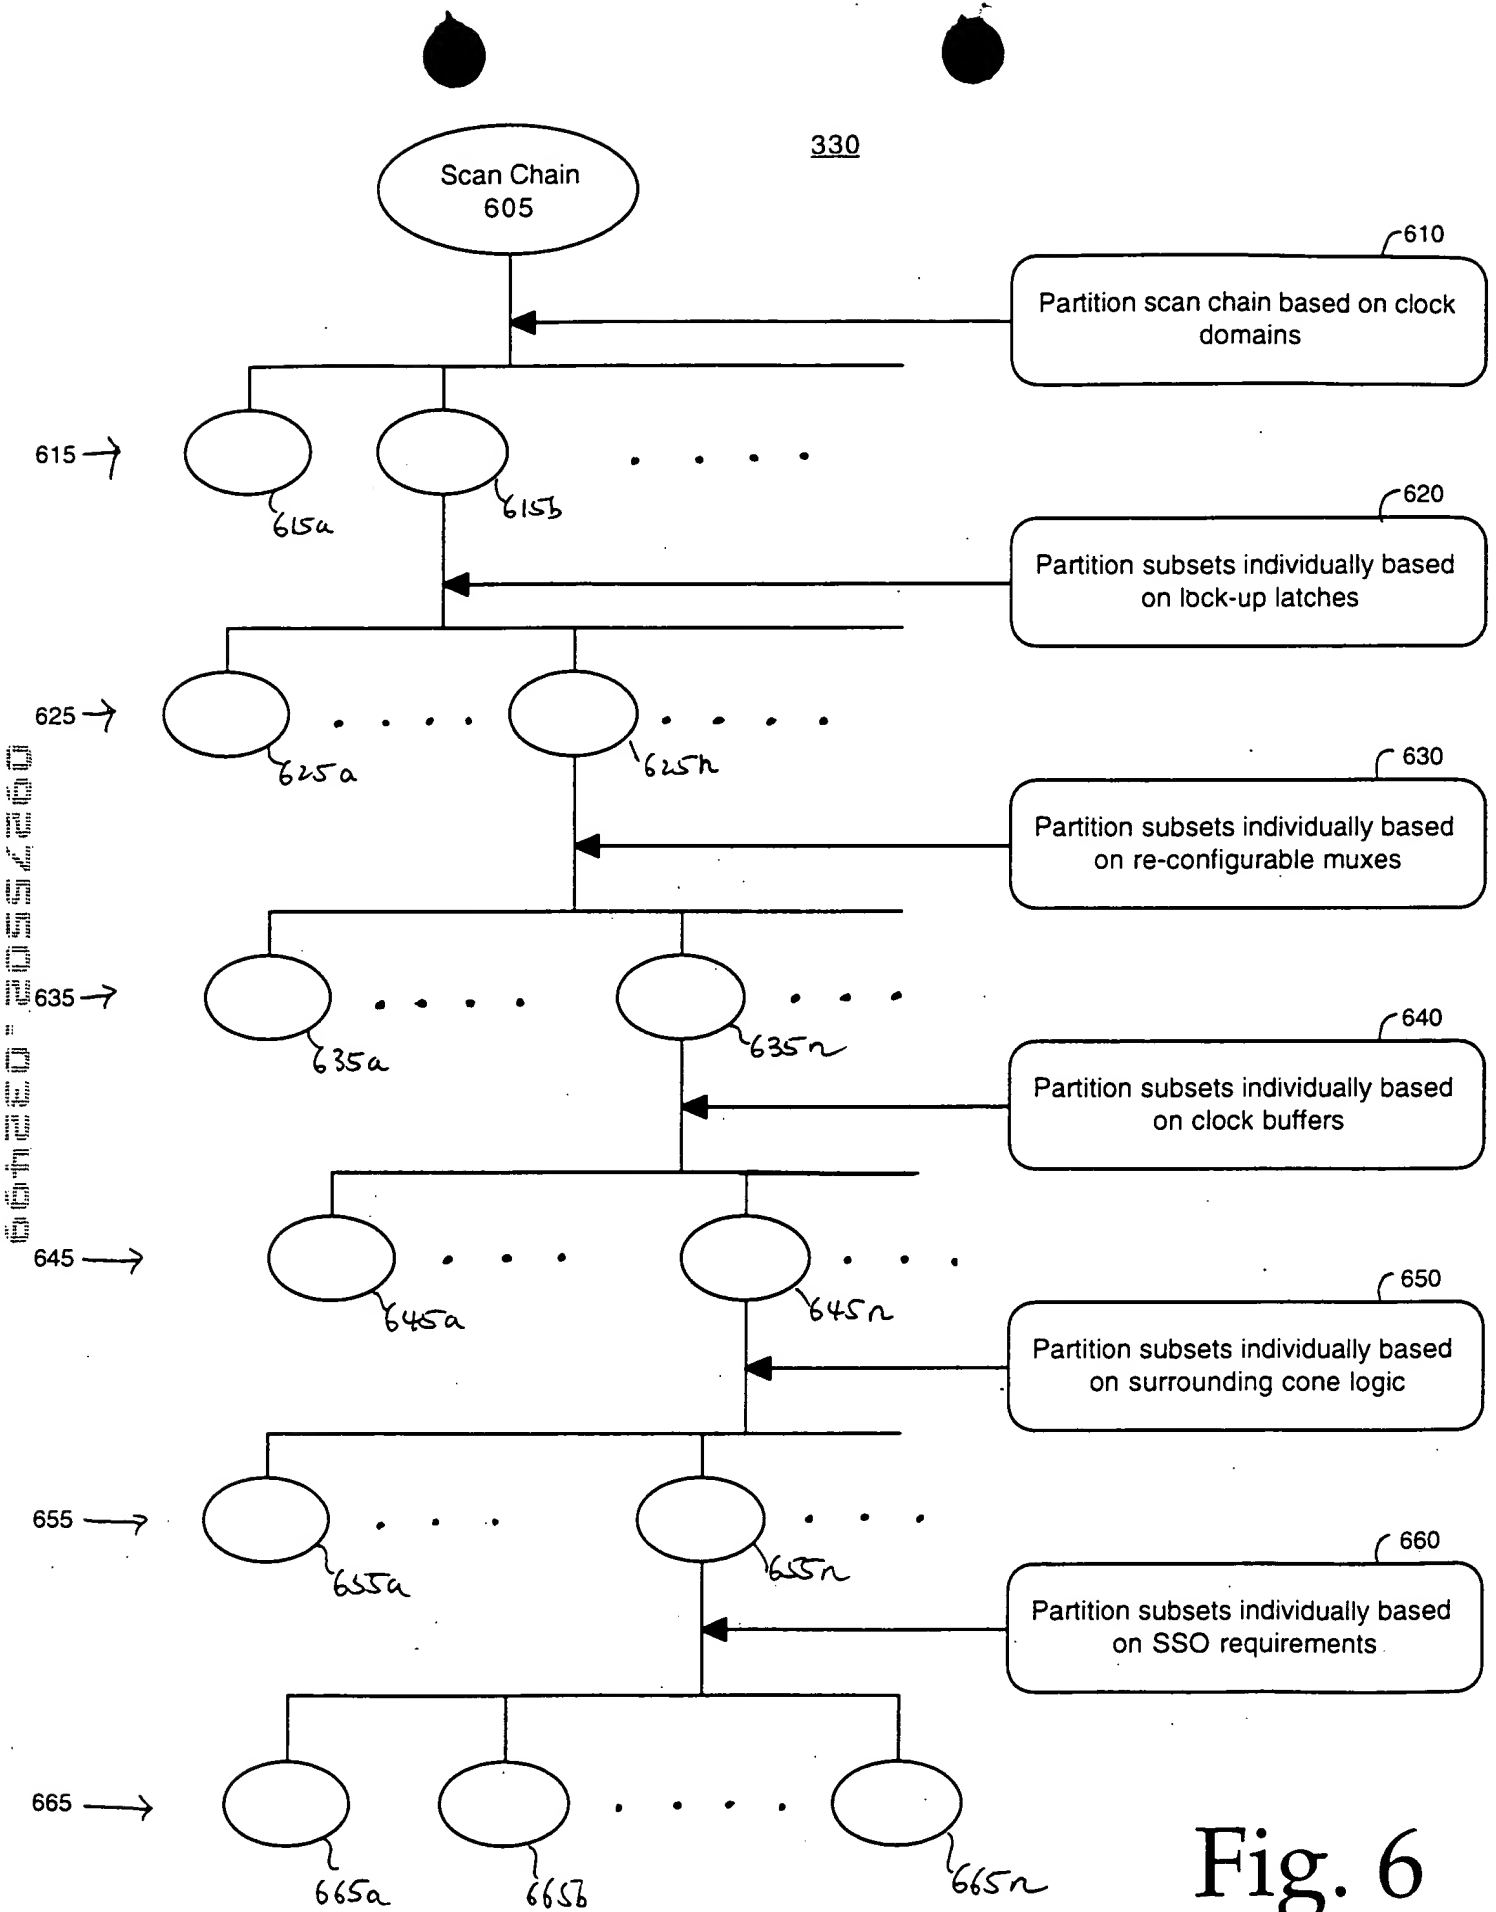 330
Scan Chain
605
610
Partition scan chain based on clock
domains
615
615a
615b
620
Partition subsets individually based
on lock-up latches
625
625a
625n
630
Partition subsets individually based
on re-configurable muxes
635
635a
635n
640
Partition subsets individually based
on clock buffers
645
645a
645n
650
Partition subsets individually based
on surrounding cone logic
655
655a
655n
660
Partition subsets individually based
on SSO requirements
665
665a
665b
665n
Fig. 6